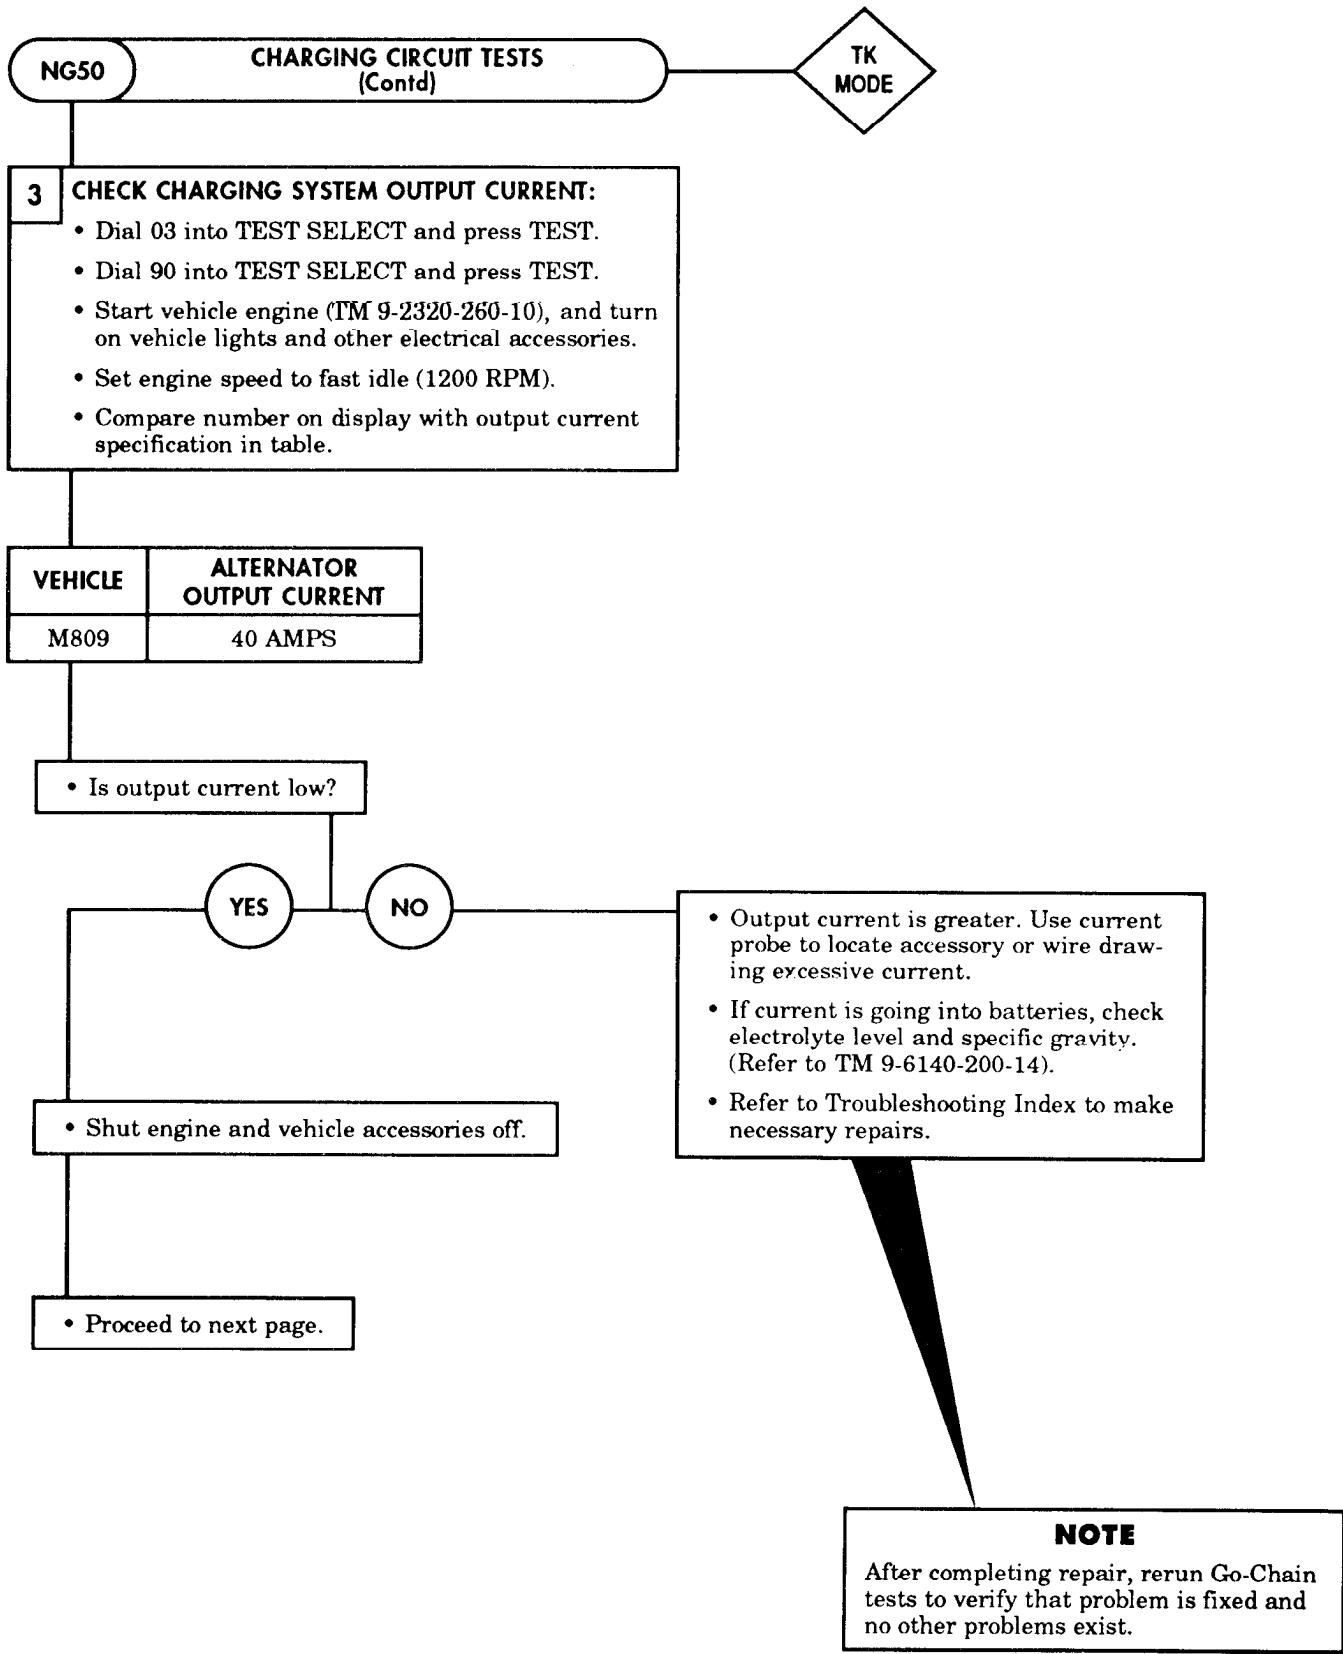 NG50
CHARGING CIRCUIT TESTS
(Contd)
TK
MODE
3
CHECK CHARGING SYSTEM OUTPUT CURRENT:
• Dial 03 into TEST SELECT and press TEST.
• Dial 90 into TEST SELECT and press TEST.
• Start vehicle engine (TM 9-2320-260-10), and turn
on vehicle lights and other electrical accessories.
• Set engine speed to fast idle (1200 RPM).
• Compare number on display with output current
specification in table.
VEHICLE
ALTERNATOR
OUTPUT CURRENT
M809
40 AMPS
• Is output current low?
YES
NO
• Output current is greater. Use current
probe to locate accessory or wire draw-
ing excessive current.
• If current is going into batteries, check
electrolyte level and specific gravity.
(Refer to TM 9-6140-200-14).
• Refer to Troubleshooting Index to make
necessary repairs.
• Shut engine and vehicle accessories off.
• Proceed to next page.
NOTE
After completing repair, rerun Go-Chain
tests to verify that problem is fixed and
no other problems exist.